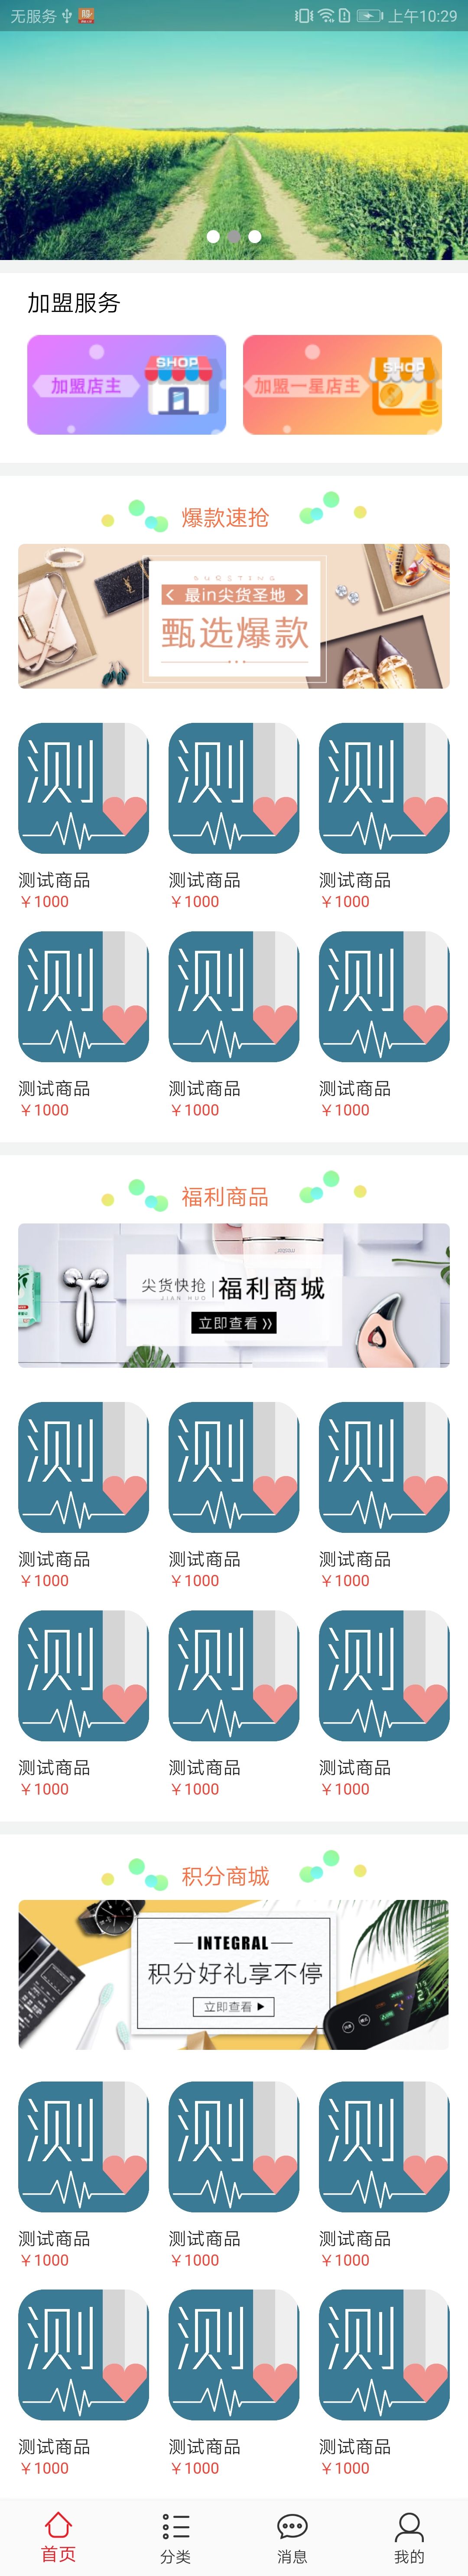 无服务 上午10:29
加盟服务
加盟店主 SHOP 加盟一星店主 SHOP
爆款速抢
最in尖货圣地
甄选爆款
测 测 测
测试商品 测试商品 测试商品
￥1000 ￥1000 ￥1000
测 测 测
测试商品 测试商品 测试商品
￥1000 ￥1000 ￥1000
福利商品
尖货快抢 福利商城
JIAN HUO
立即查看
测 测 测
测试商品 测试商品 测试商品
￥1000 ￥1000 ￥1000
测 测 测
测试商品 测试商品 测试商品
￥1000 ￥1000 ￥1000
积分商城
INTEGRAL
积分好礼享不停
立即查看
测 测 测
测试商品 测试商品 测试商品
￥1000 ￥1000 ￥1000
测 测 测
测试商品 测试商品 测试商品
￥1000 ￥1000 ￥1000
首页 分类 消息 我的